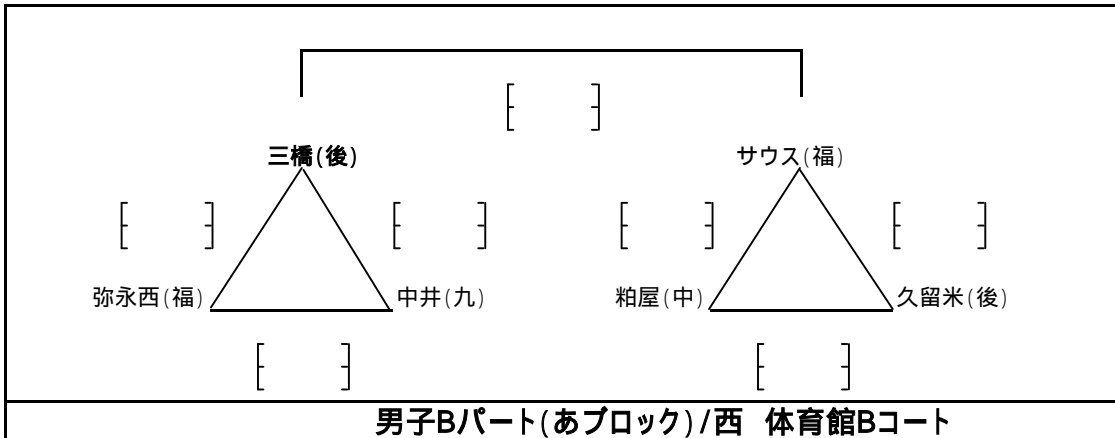 三橋(後) サウス(福)
弥永西(福) 中井(九) 粕屋(中) 久留米(後)
男子Bパート(あブロック)/西 体育館Bコート